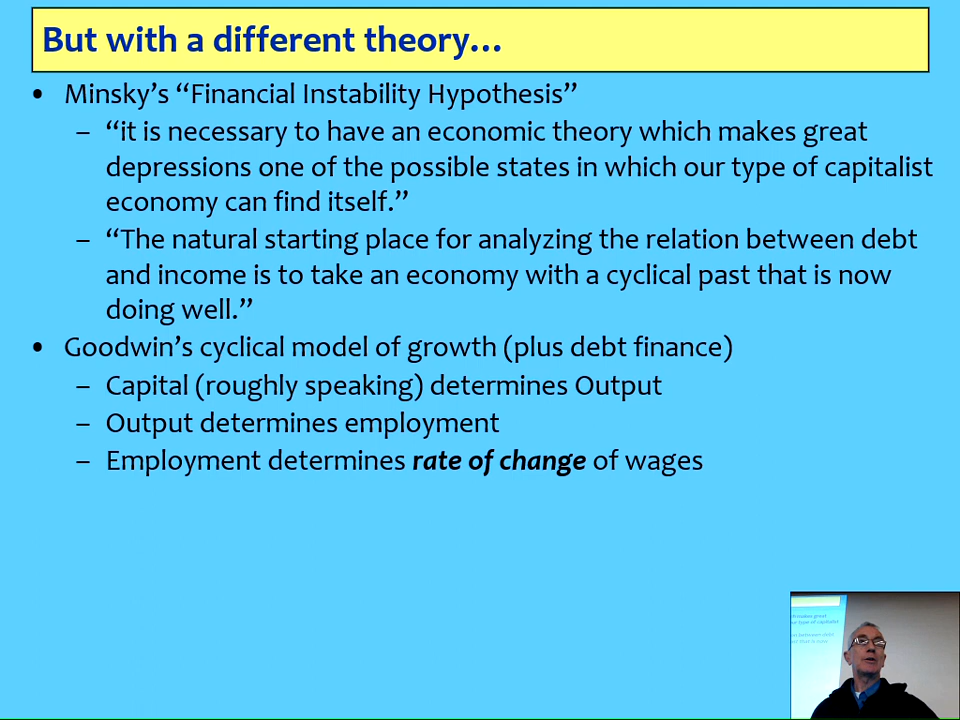 But with a different theory…
• Minsky’s “Financial Instability Hypothesis”
– “it is necessary to have an economic theory which makes great
depressions one of the possible states in which our type of capitalist
economy can find itself.”
– “The natural starting place for analyzing the relation between debt
and income is to take an economy with a cyclical past that is now
doing well.”
• Goodwin’s cyclical model of growth (plus debt finance)
– Capital (roughly speaking) determines Output
– Output determines employment
– Employment determines rate of change of wages